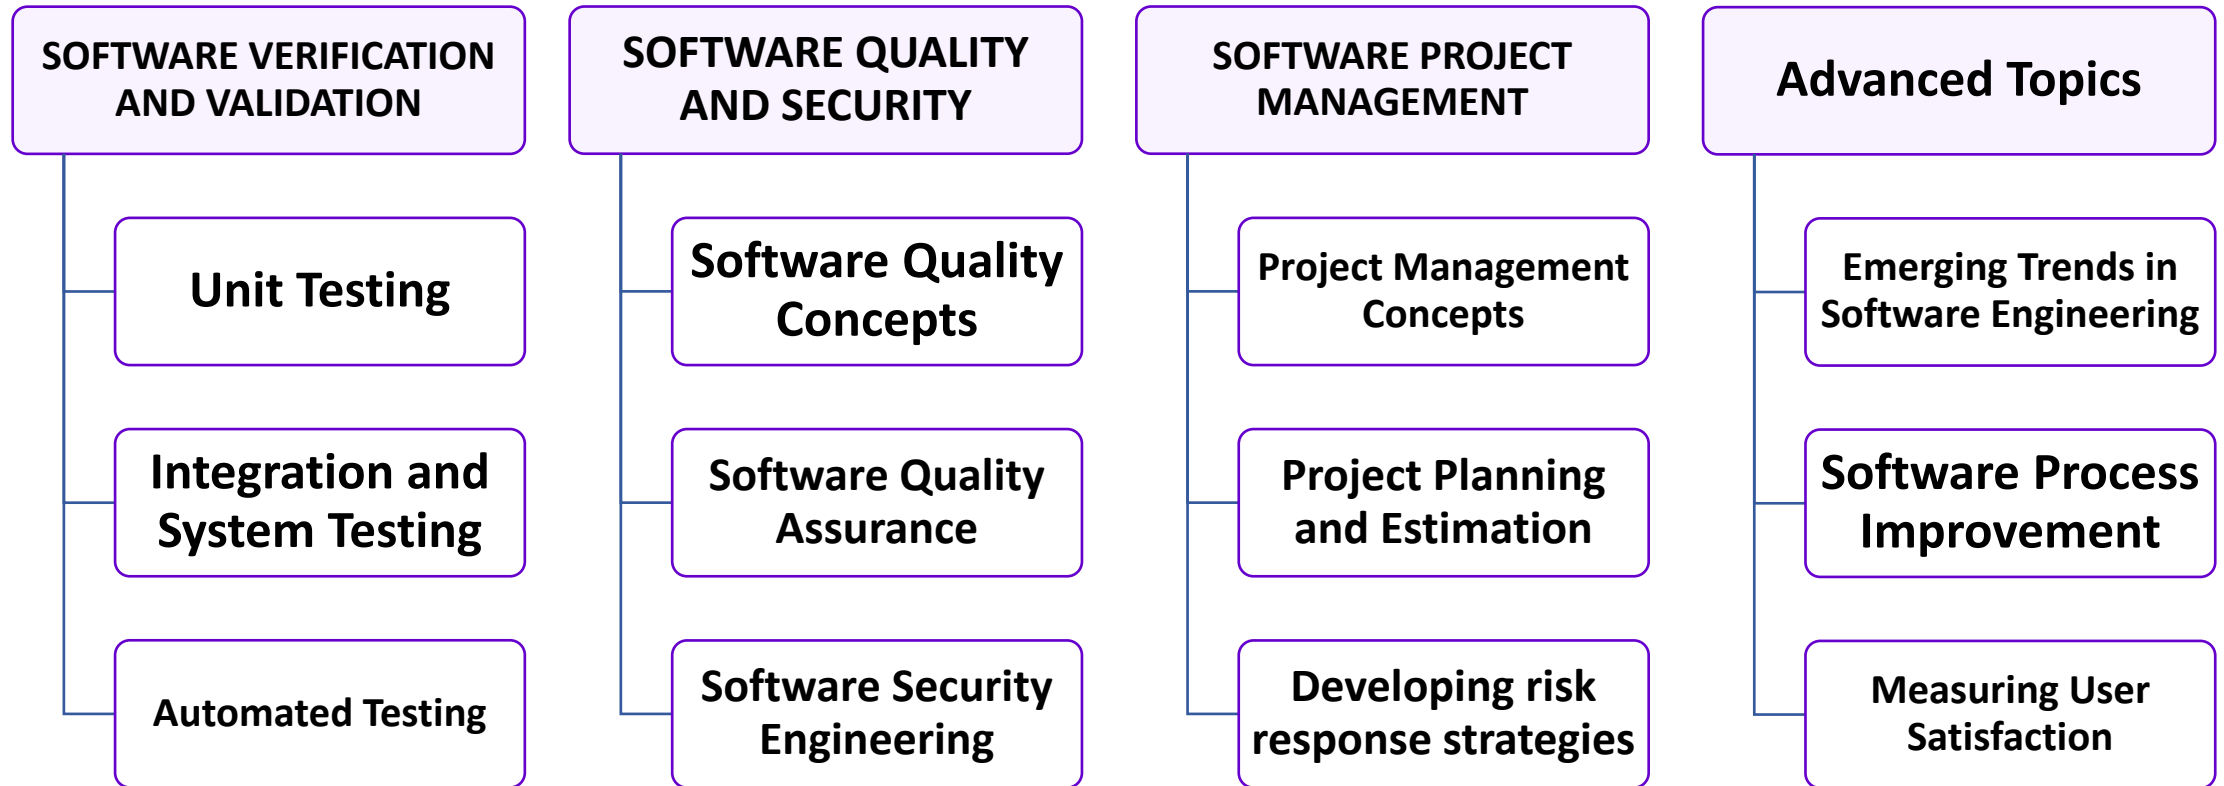 SOFTWARE VERIFICATION
AND VALIDATION
Unit Testing
Integration and
System Testing
Automated Testing
SOFTWARE QUALITY
AND SECURITY
Software Quality
Concepts
Software Quality
Assurance
Software Security
Engineering
SOFTWARE PROJECT
MANAGEMENT
Project Management
Concepts
Project Planning
and Estimation
Developing risk
response strategies
Advanced Topics
Emerging Trends in
Software Engineering
Software Process
Improvement
Measuring User
Satisfaction